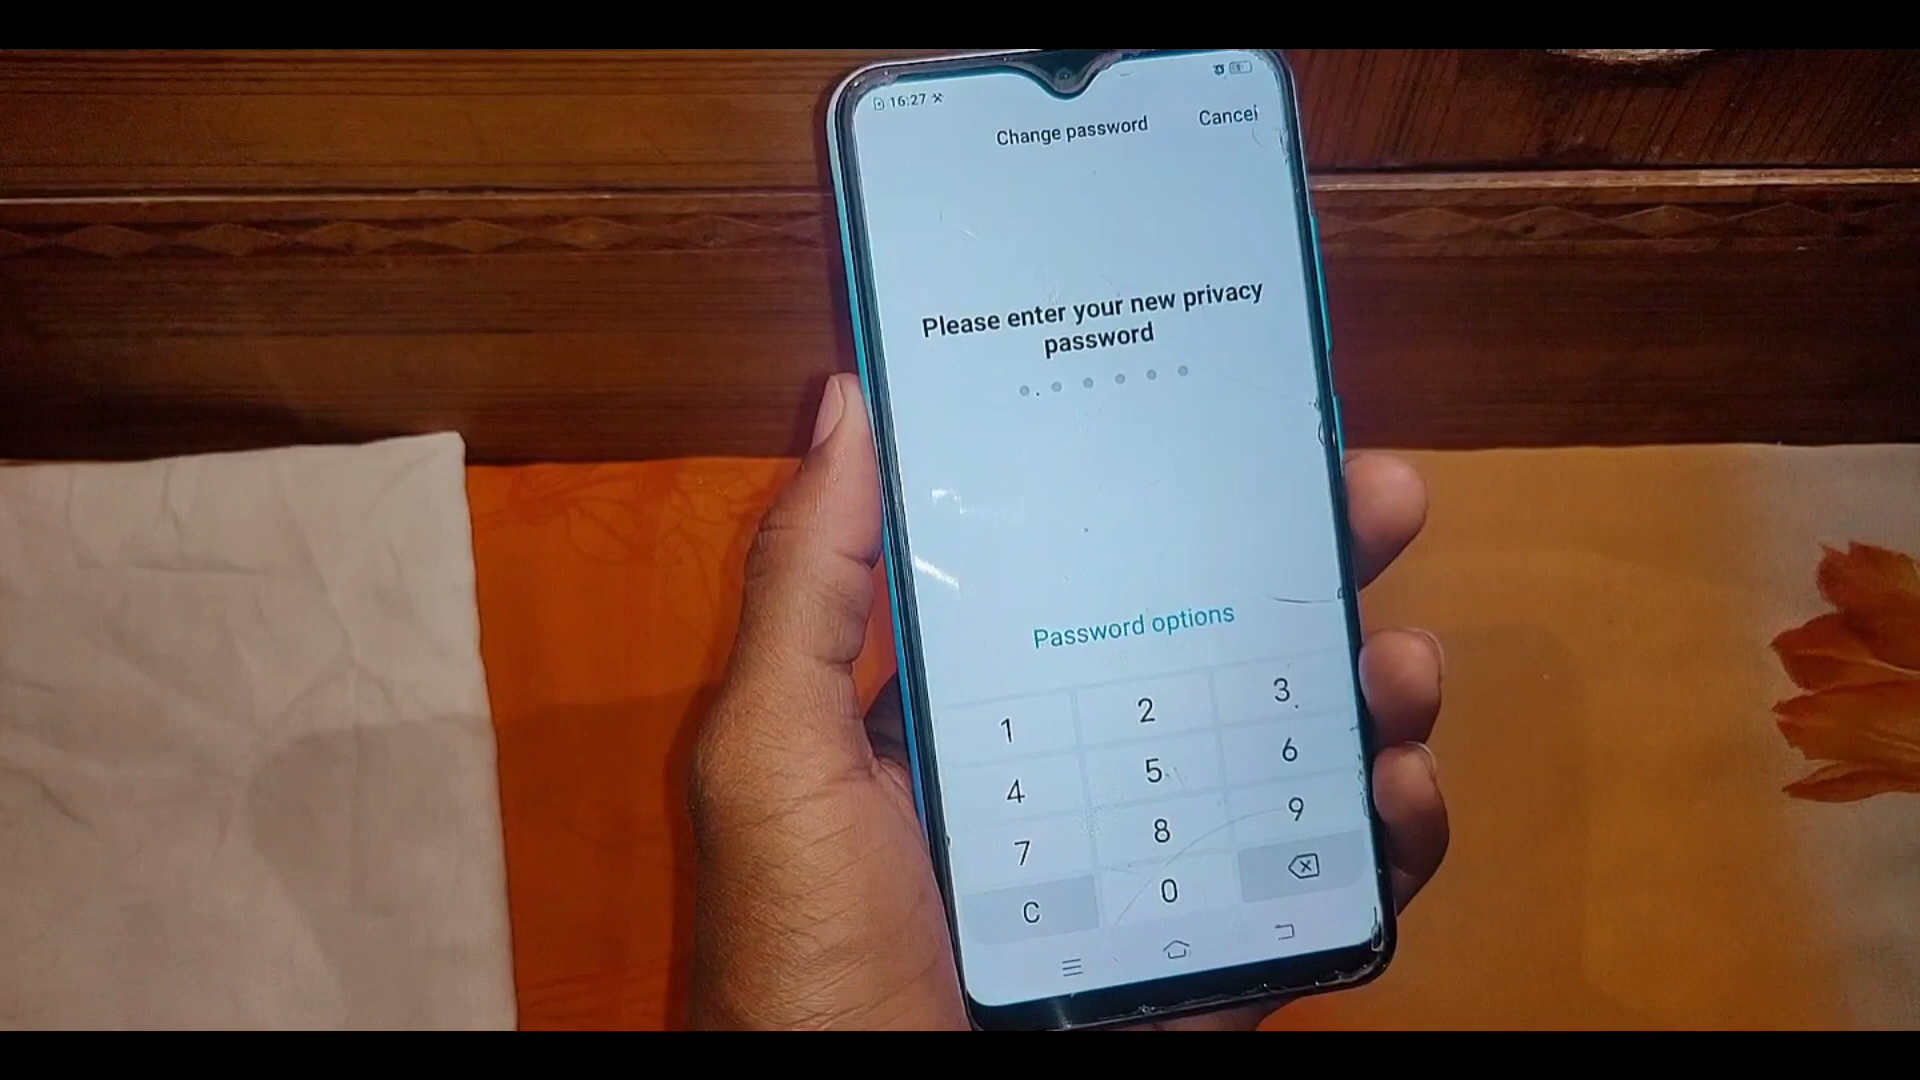 16:27
Change password
Cancel
Please enter your new privacy
password
Password options
1 2 3
4 5 6
7 8 9
C 0